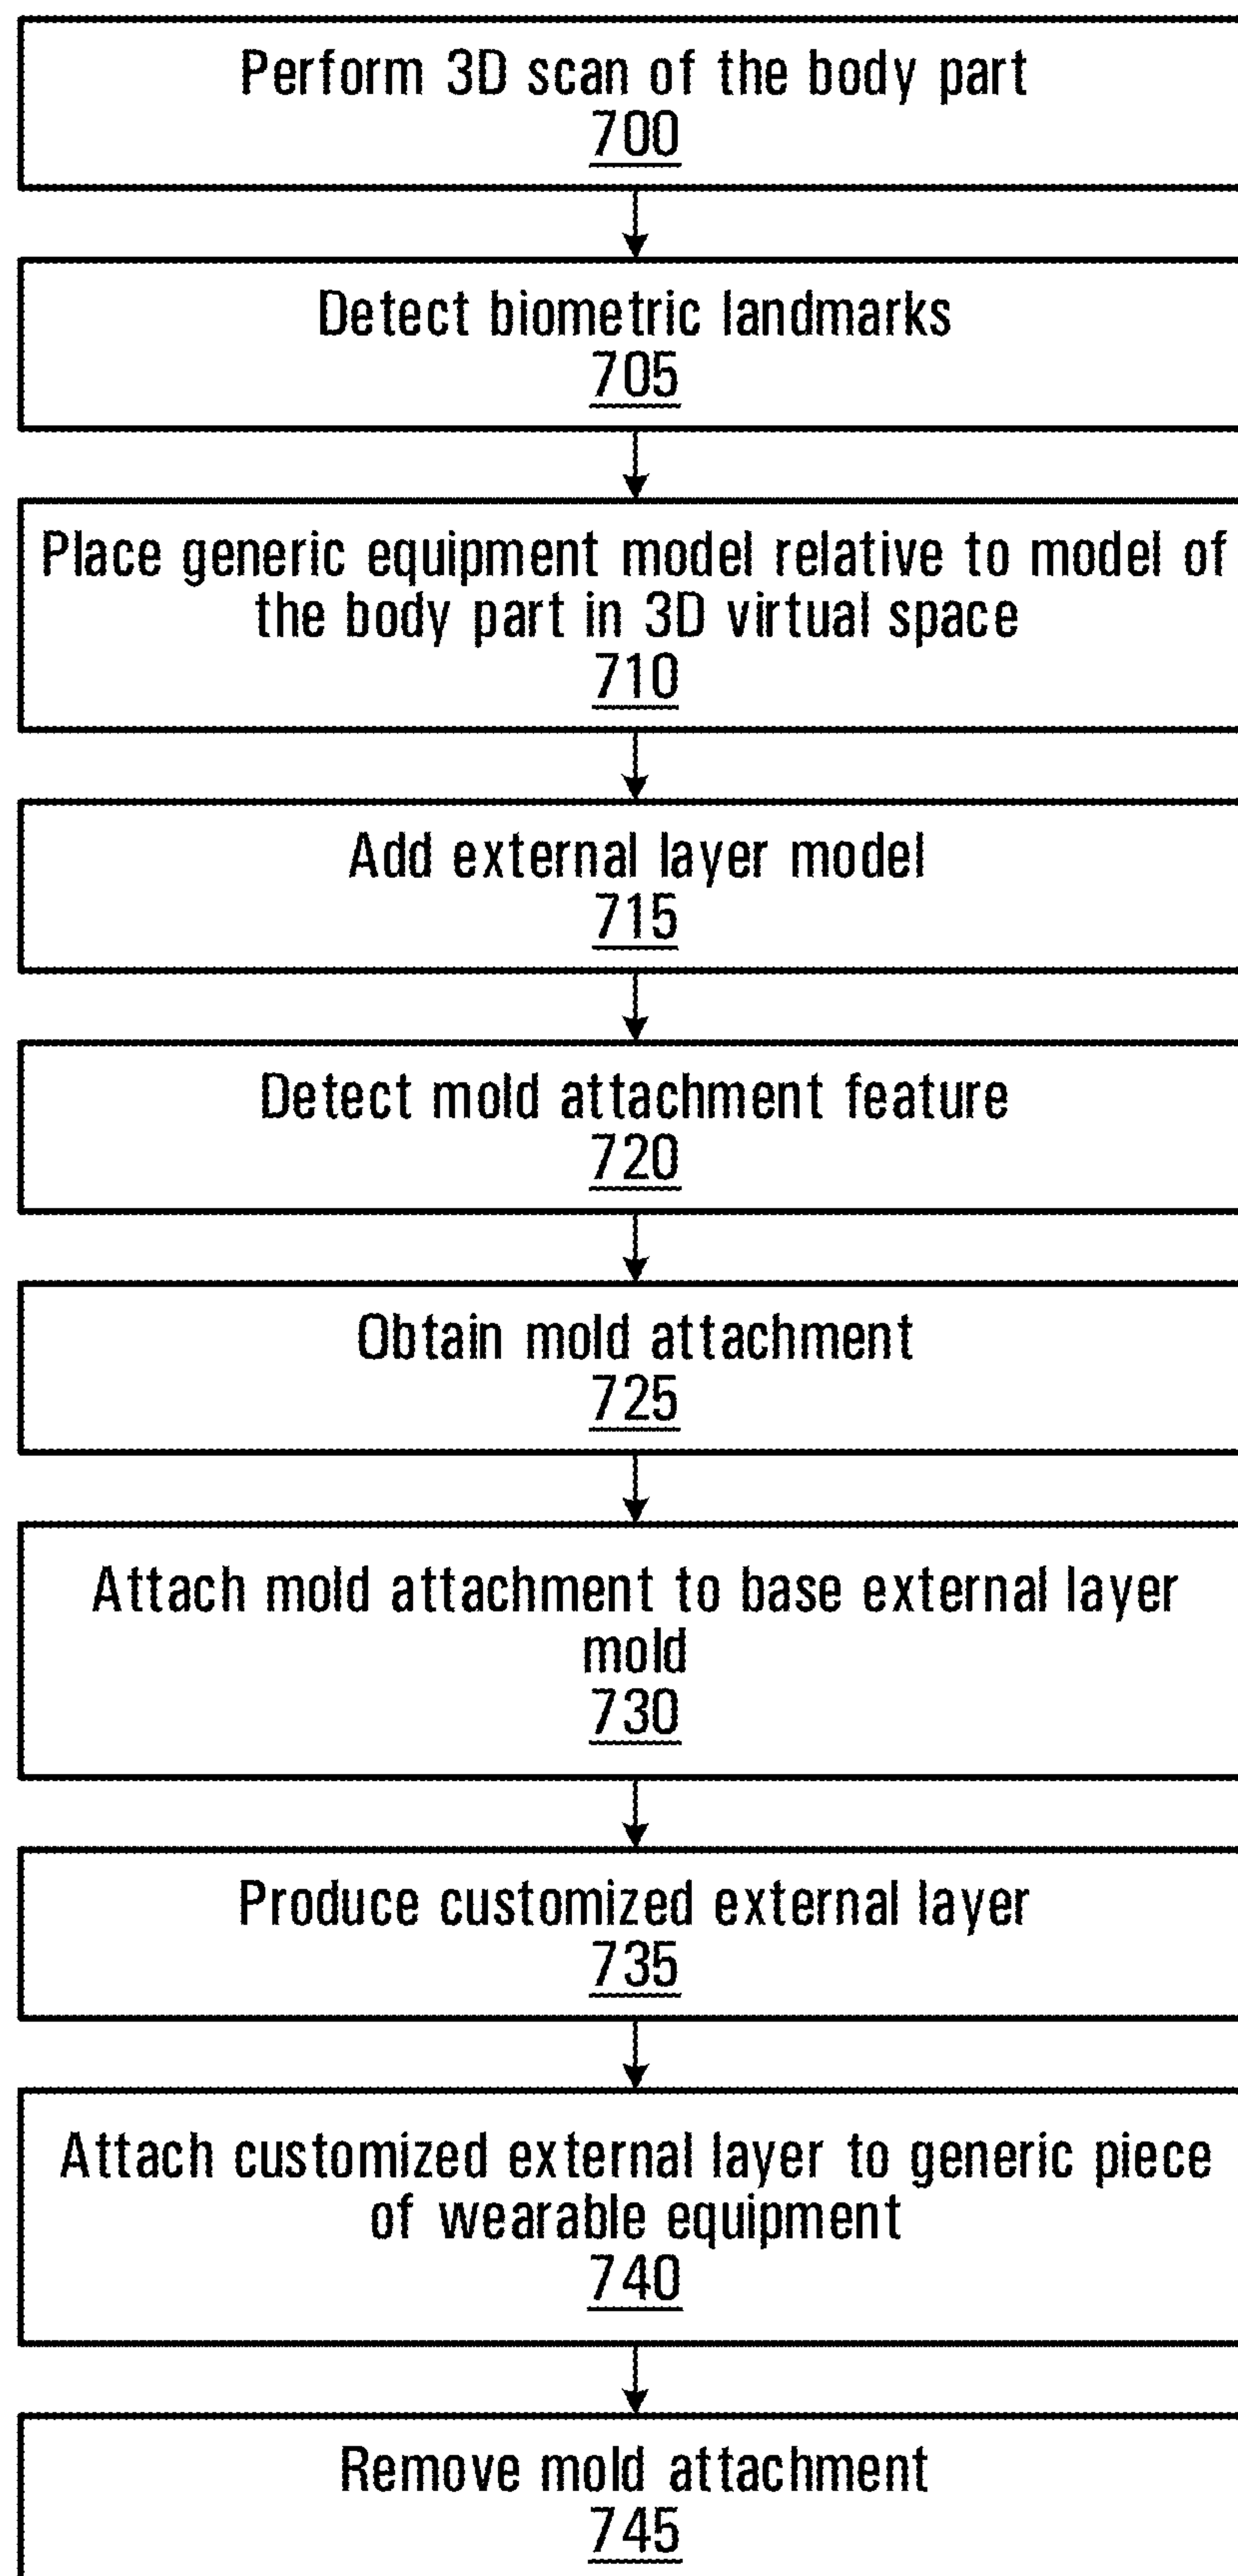 Perform 3D scan of the body part
700
Detect biometric landmarks
705
Place generic equipment model relative to model of
the body part in 3D virtual space
710
Add external layer model
715
Detect mold attachment feature
720
Obtain mold attachment
725
Attach mold attachment to base external layer
mold
730
Produce customized external layer
735
Attach customized external layer to generic piece
of wearable equipment
740
Remove mold attachment
745